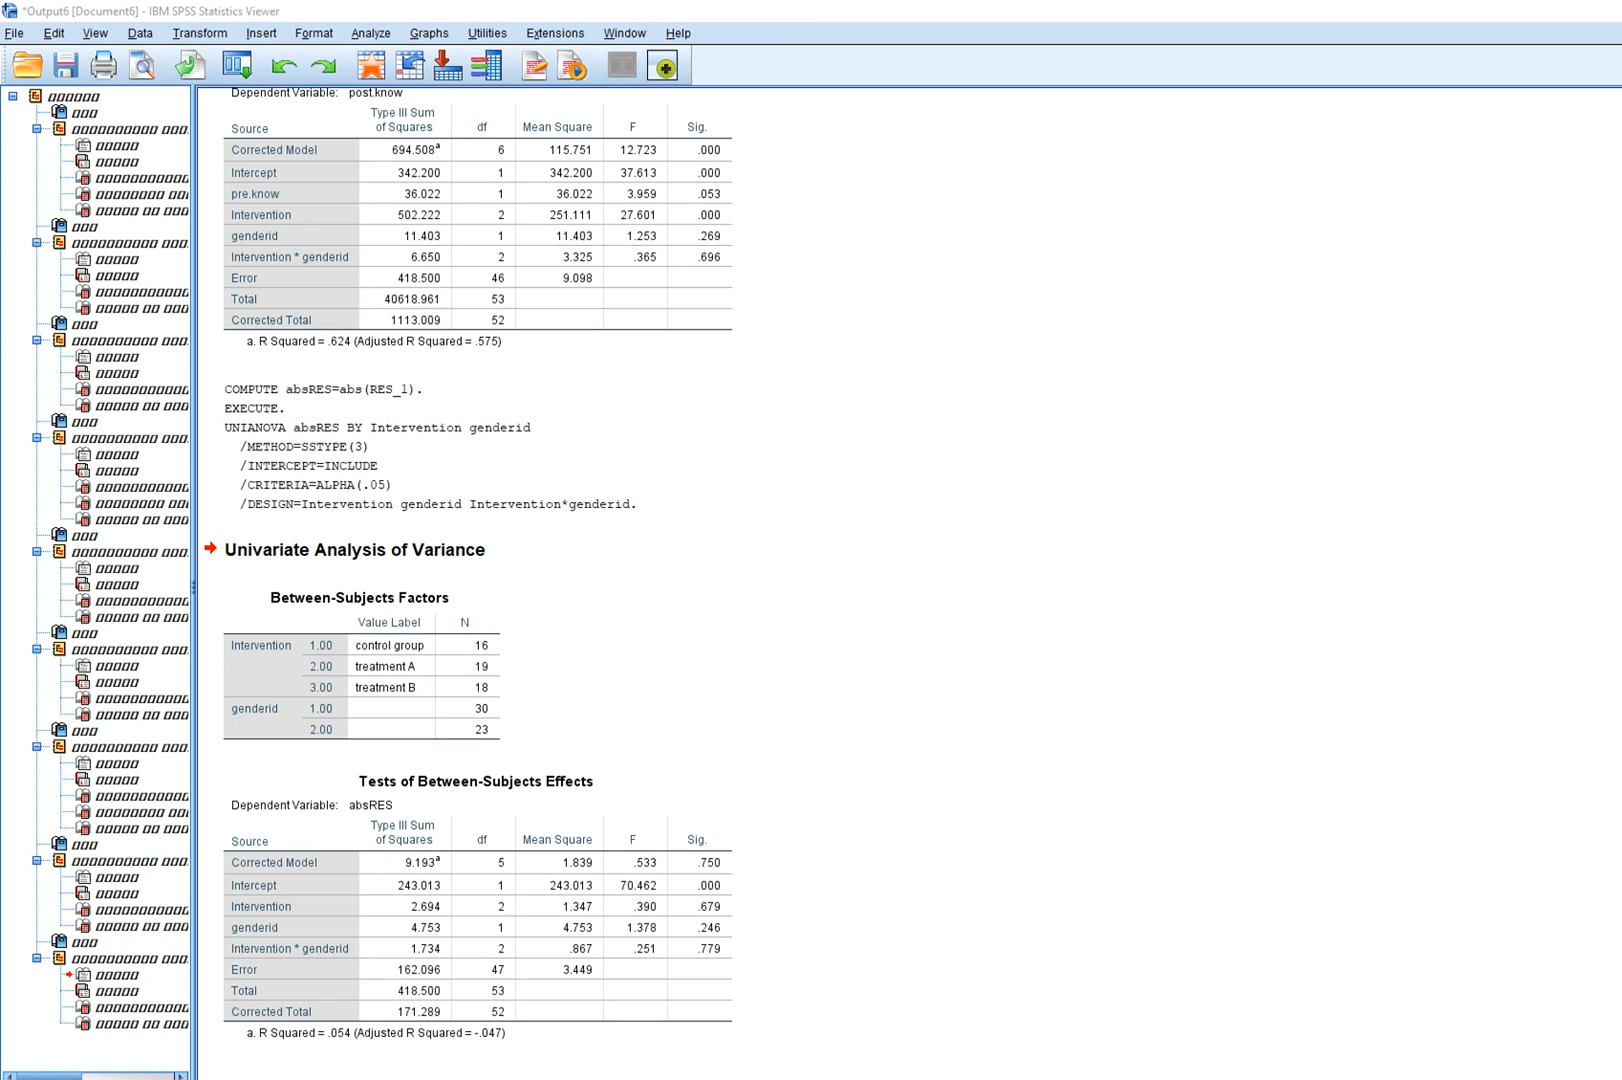 *Output6 [Document6] - IBM SPSS Statistics Viewer
File Edit View Data Transform Insert Format Analyze Graphs Utilities Extensions Window Help
Dependent Variable: post.know
Source Type III Sum of Squares df Mean Square F Sig.
Corrected Model 694.508a 6 115.751 12.723 .000
Intercept 342.200 1 342.200 37.613 .000
pre.know 36.022 1 36.022 3.959 .053
Intervention 502.222 2 251.111 27.601 .000
genderid 11.403 1 11.403 1.253 .269
Intervention * genderid 6.650 2 3.325 .365 .696
Error 418.500 46 9.098
Total 40618.961 53
Corrected Total 1113.009 52
a. R Squared = .624 (Adjusted R Squared = .575)
COMPUTE absRES=abs(RES_1).
EXECUTE.
UNIANOVA absRES BY Intervention genderid
/METHOD=SSTYPE(3)
/INTERCEPT=INCLUDE
/CRITERIA=ALPHA(.05)
/DESIGN=Intervention genderid Intervention*genderid.
Univariate Analysis of Variance
Between-Subjects Factors
Value Label N
Intervention 1.00 control group 16
2.00 treatment A 19
3.00 treatment B 18
genderid 1.00 30
2.00 23
Tests of Between-Subjects Effects
Dependent Variable: absRES
Source Type III Sum of Squares df Mean Square F Sig.
Corrected Model 9.193a 5 1.839 .533 .750
Intercept 243.013 1 243.013 70.462 .000
Intervention 2.694 2 1.347 .390 .679
genderid 4.753 1 4.753 1.378 .246
Intervention * genderid 1.734 2 .867 .251 .779
Error 162.096 47 3.449
Total 418.500 53
Corrected Total 171.289 52
a. R Squared = .054 (Adjusted R Squared = -.047)